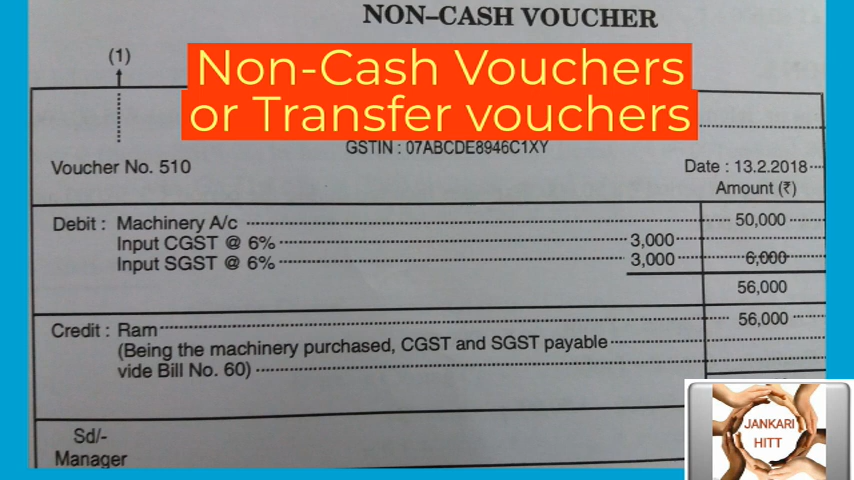 NON–CASH VOUCHER
(1)
Non-Cash Vouchers
or Transfer vouchers
GSTIN : 07ABCDE8946C1XY
Voucher No. 510
Date : 13.2.2018
Amount (₹)
Debit : Machinery A/c 50,000
Input CGST @ 6% 3,000
Input SGST @ 6% 3,000 6,000
56,000
Credit : Ram 56,000
(Being the machinery purchased, CGST and SGST payable
vide Bill No. 60)
Sd/-
Manager
JANKARI
HITT